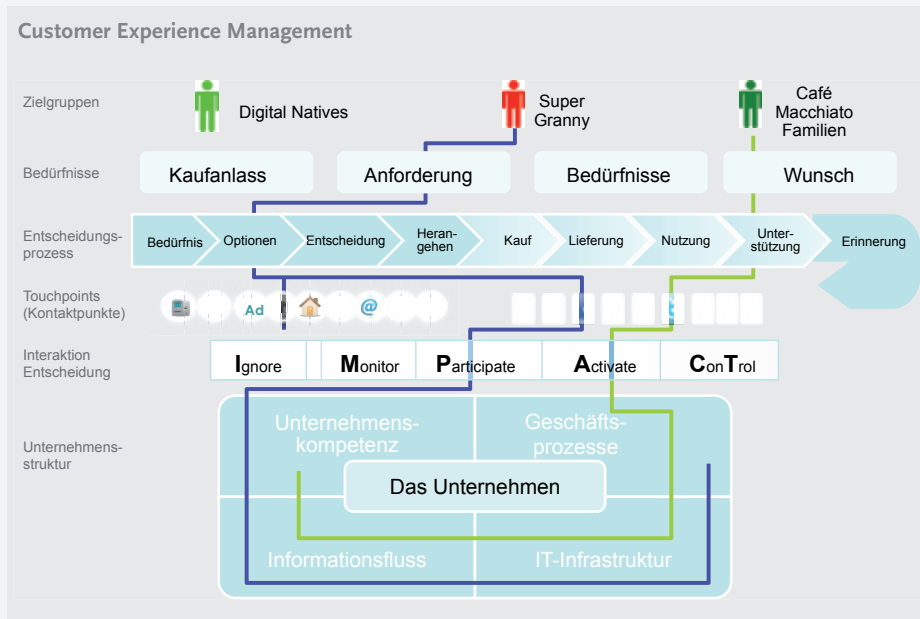 Customer Experience Management
Zielgruppen
Digital Natives
Super
Granny
Café
Macchiato
Familien
Bedürfnisse
Kaufanlass
Anforderung
Bedürfnisse
Wunsch
Entscheidungs-
prozess
Bedürfnis
Optionen
Entscheidung
Heran-
gehen
Kauf
Lieferung
Nutzung
Unter-
stützung
Erinnerung
Touchpoints
(Kontaktpunkte)
Ad
@
Interaktion
Entscheidung
Ignore
Monitor
Participate
Activate
ConTrol
Unternehmens-
struktur
Unternehmens-
kompetenz
Geschäfts-
prozesse
Das Unternehmen
Informationsfluss
IT-Infrastruktur